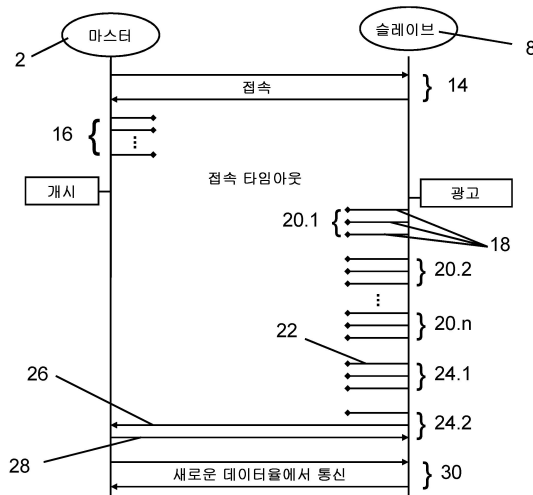 마스터
슬레이브
2
8
접속
14
16
접속 타임아웃
개시
광고
20.1
18
20.2
20.n
22
24.1
26
24.2
28
새로운 데이터율에서 통신
30